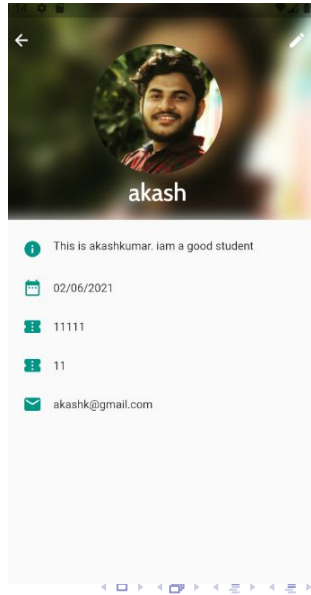 akash
This is akashkumar. iam a good student
02/06/2021
11111
11
akashk@gmail.com